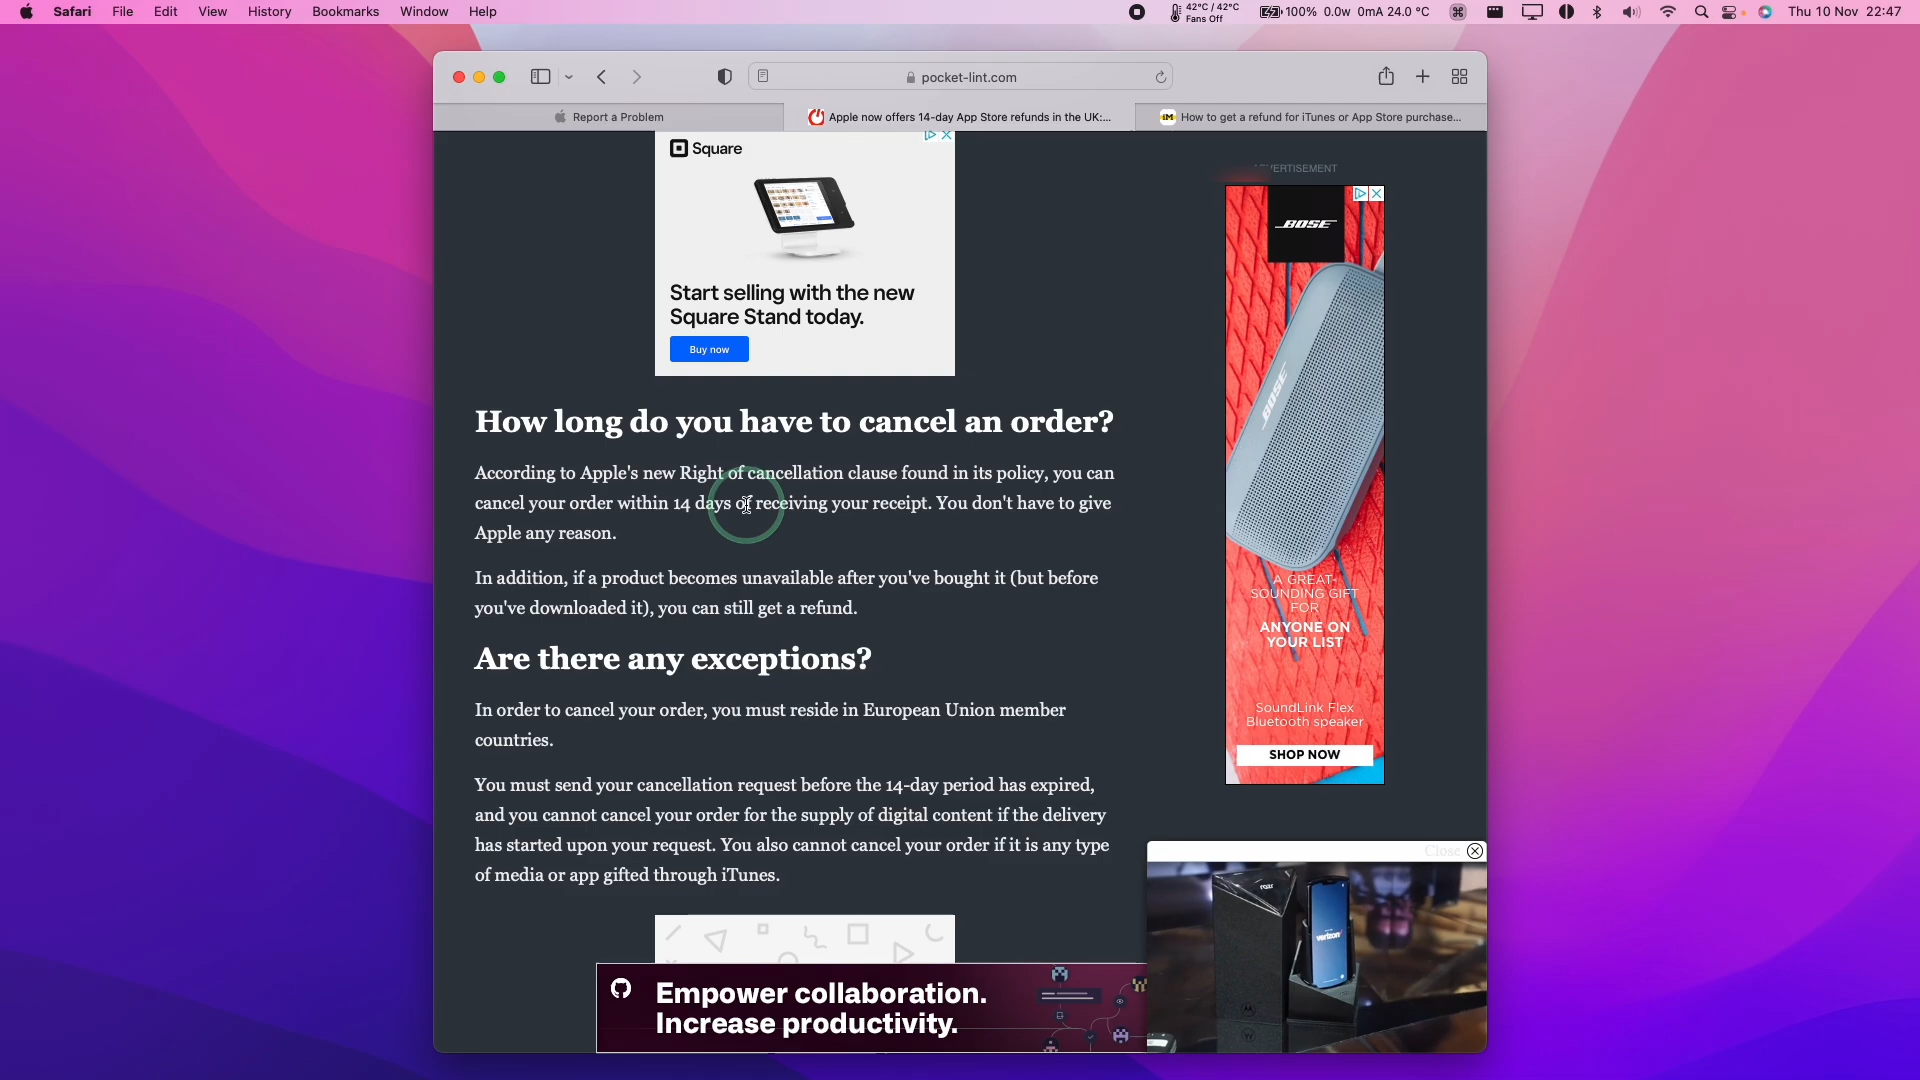 Safari File Edit View History Bookmarks Window Help
42°C / 42°C
Fans Off
100% 0.0w 0mA 24.0 °C
Thu 10 Nov 22:47
pocket-lint.com
Report a Problem
Apple now offers 14-day App Store refunds in the UK:...
iM
How to get a refund for iTunes or App Store purchase...
Square
Start selling with the new
Square Stand today.
Buy now
How long do you have to cancel an order?
According to Apple's new Right of cancellation clause found in its policy, you can
cancel your order within 14 days of receiving your receipt. You don't have to give
Apple any reason.
In addition, if a product becomes unavailable after you've bought it (but before
you've downloaded it), you can still get a refund.
Are there any exceptions?
In order to cancel your order, you must reside in European Union member
countries.
You must send your cancellation request before the 14-day period has expired,
and you cannot cancel your order for the supply of digital content if the delivery
has started upon your request. You also cannot cancel your order if it is any type
of media or app gifted through iTunes.
Empower collaboration.
Increase productivity.
ADVERTISEMENT
BOSE
BOSE
A GREAT-
SOUNDING GIFT
FOR
ANYONE ON
YOUR LIST
SoundLink Flex
Bluetooth speaker
SHOP NOW
Close
verizon